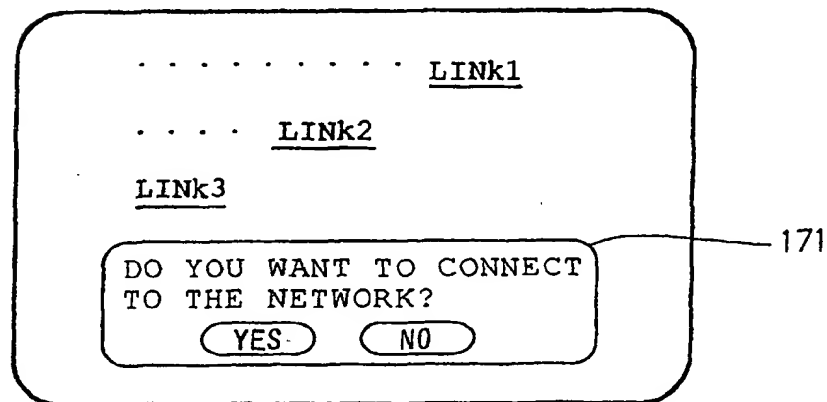 . . . . . . . . . . LINk1
. . . . LINk2
LINk3
171
DO YOU WANT TO CONNECT
TO THE NETWORK?
YES NO